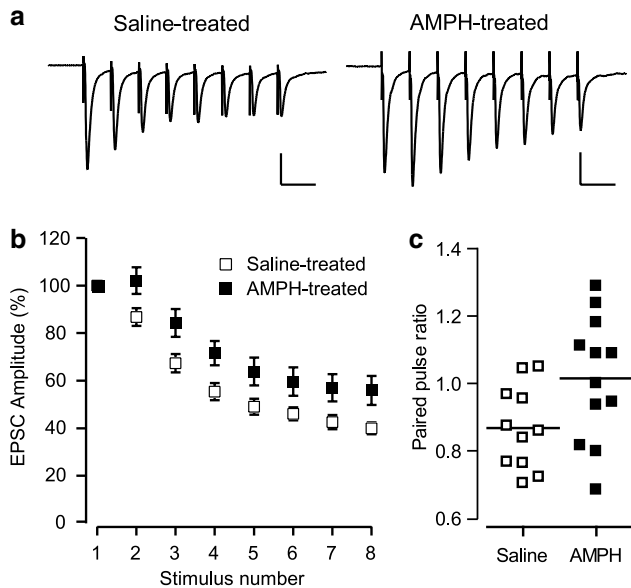 a
Saline-treated
AMPH-treated
b
120
100
80
60
40
20
0
EPSC Amplitude (%)
Saline-treated
AMPH-treated
1 2 3 4 5 6 7 8
Stimulus number
c
1.4
1.2
1.0
0.8
0.6
Paired pulse ratio
Saline AMPH